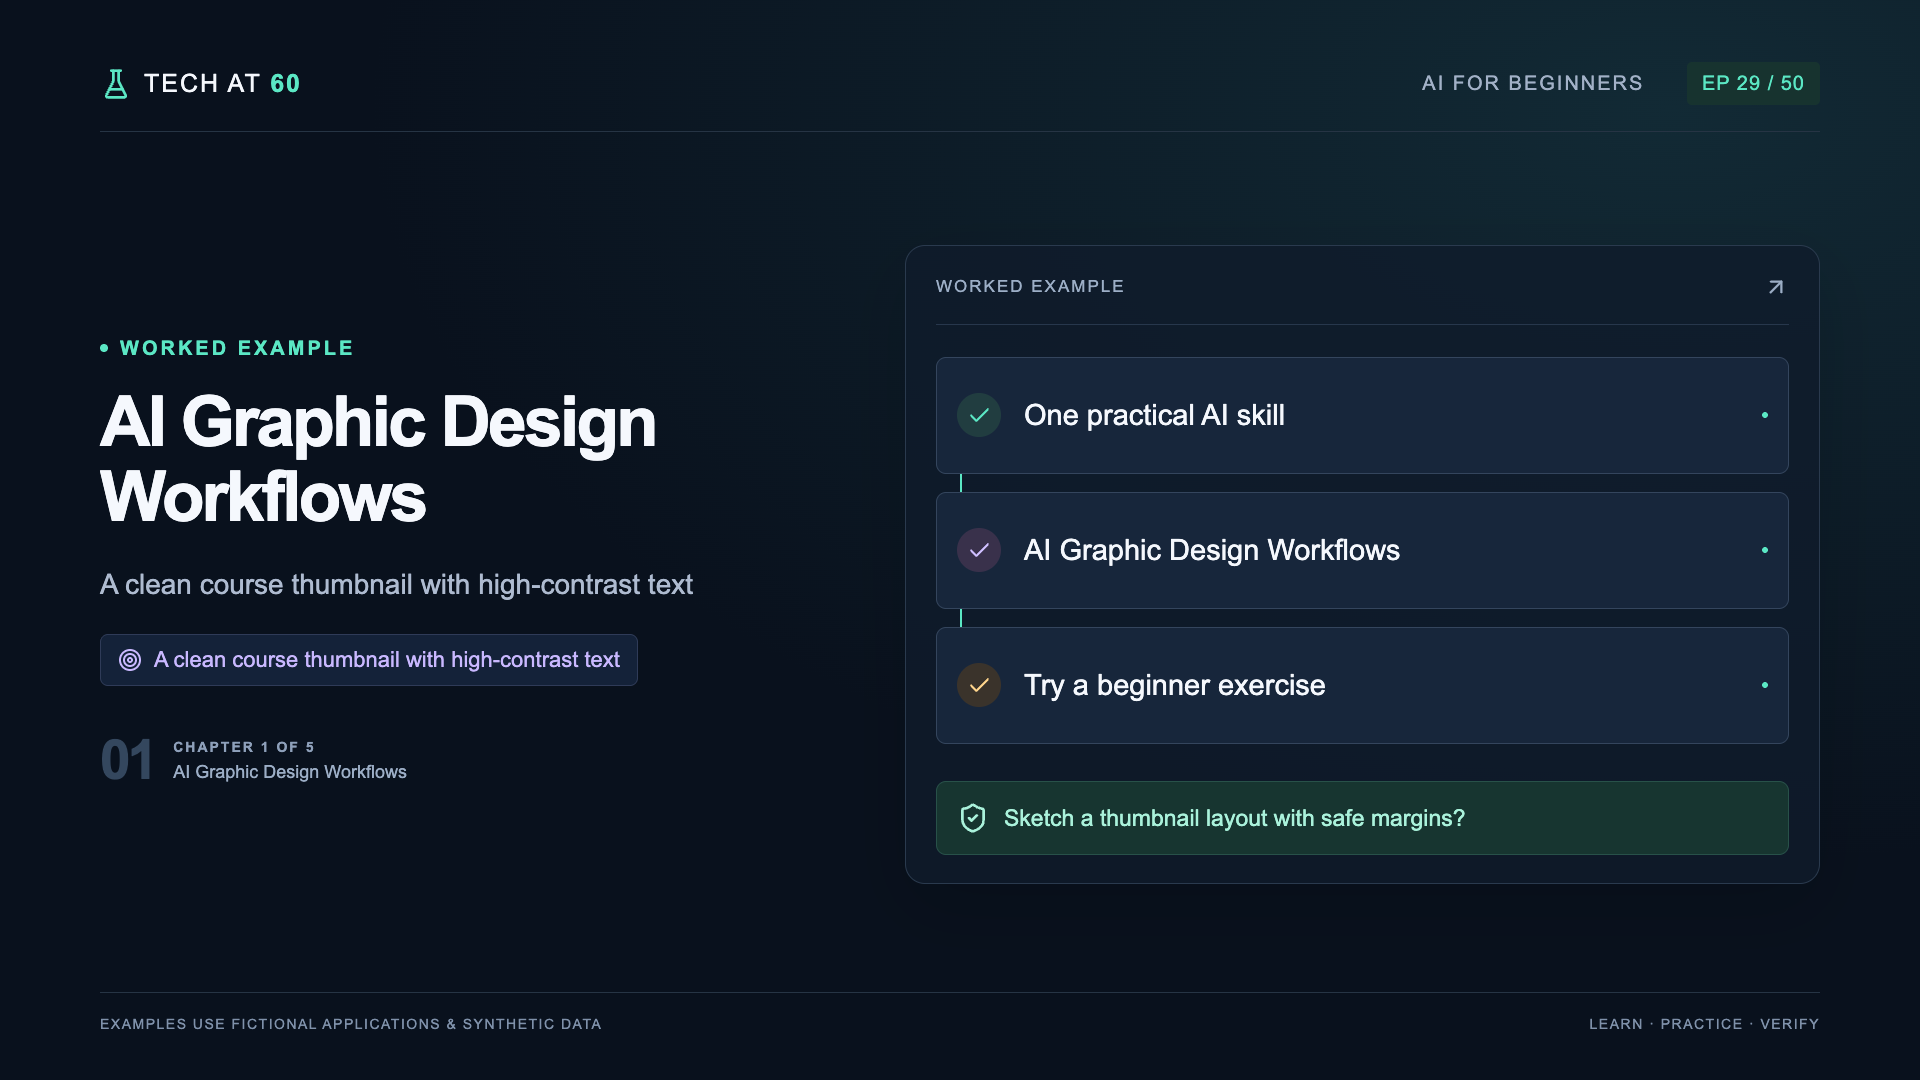 TECH AT 60
AI FOR BEGINNERS
EP 29 / 50
WORKED EXAMPLE
AI Graphic Design
Workflows
A clean course thumbnail with high-contrast text
A clean course thumbnail with high-contrast text
01
CHAPTER 1 OF 5
AI Graphic Design Workflows
WORKED EXAMPLE
One practical AI skill
AI Graphic Design Workflows
Try a beginner exercise
Sketch a thumbnail layout with safe margins?
EXAMPLES USE FICTIONAL APPLICATIONS & SYNTHETIC DATA
LEARN · PRACTICE · VERIFY